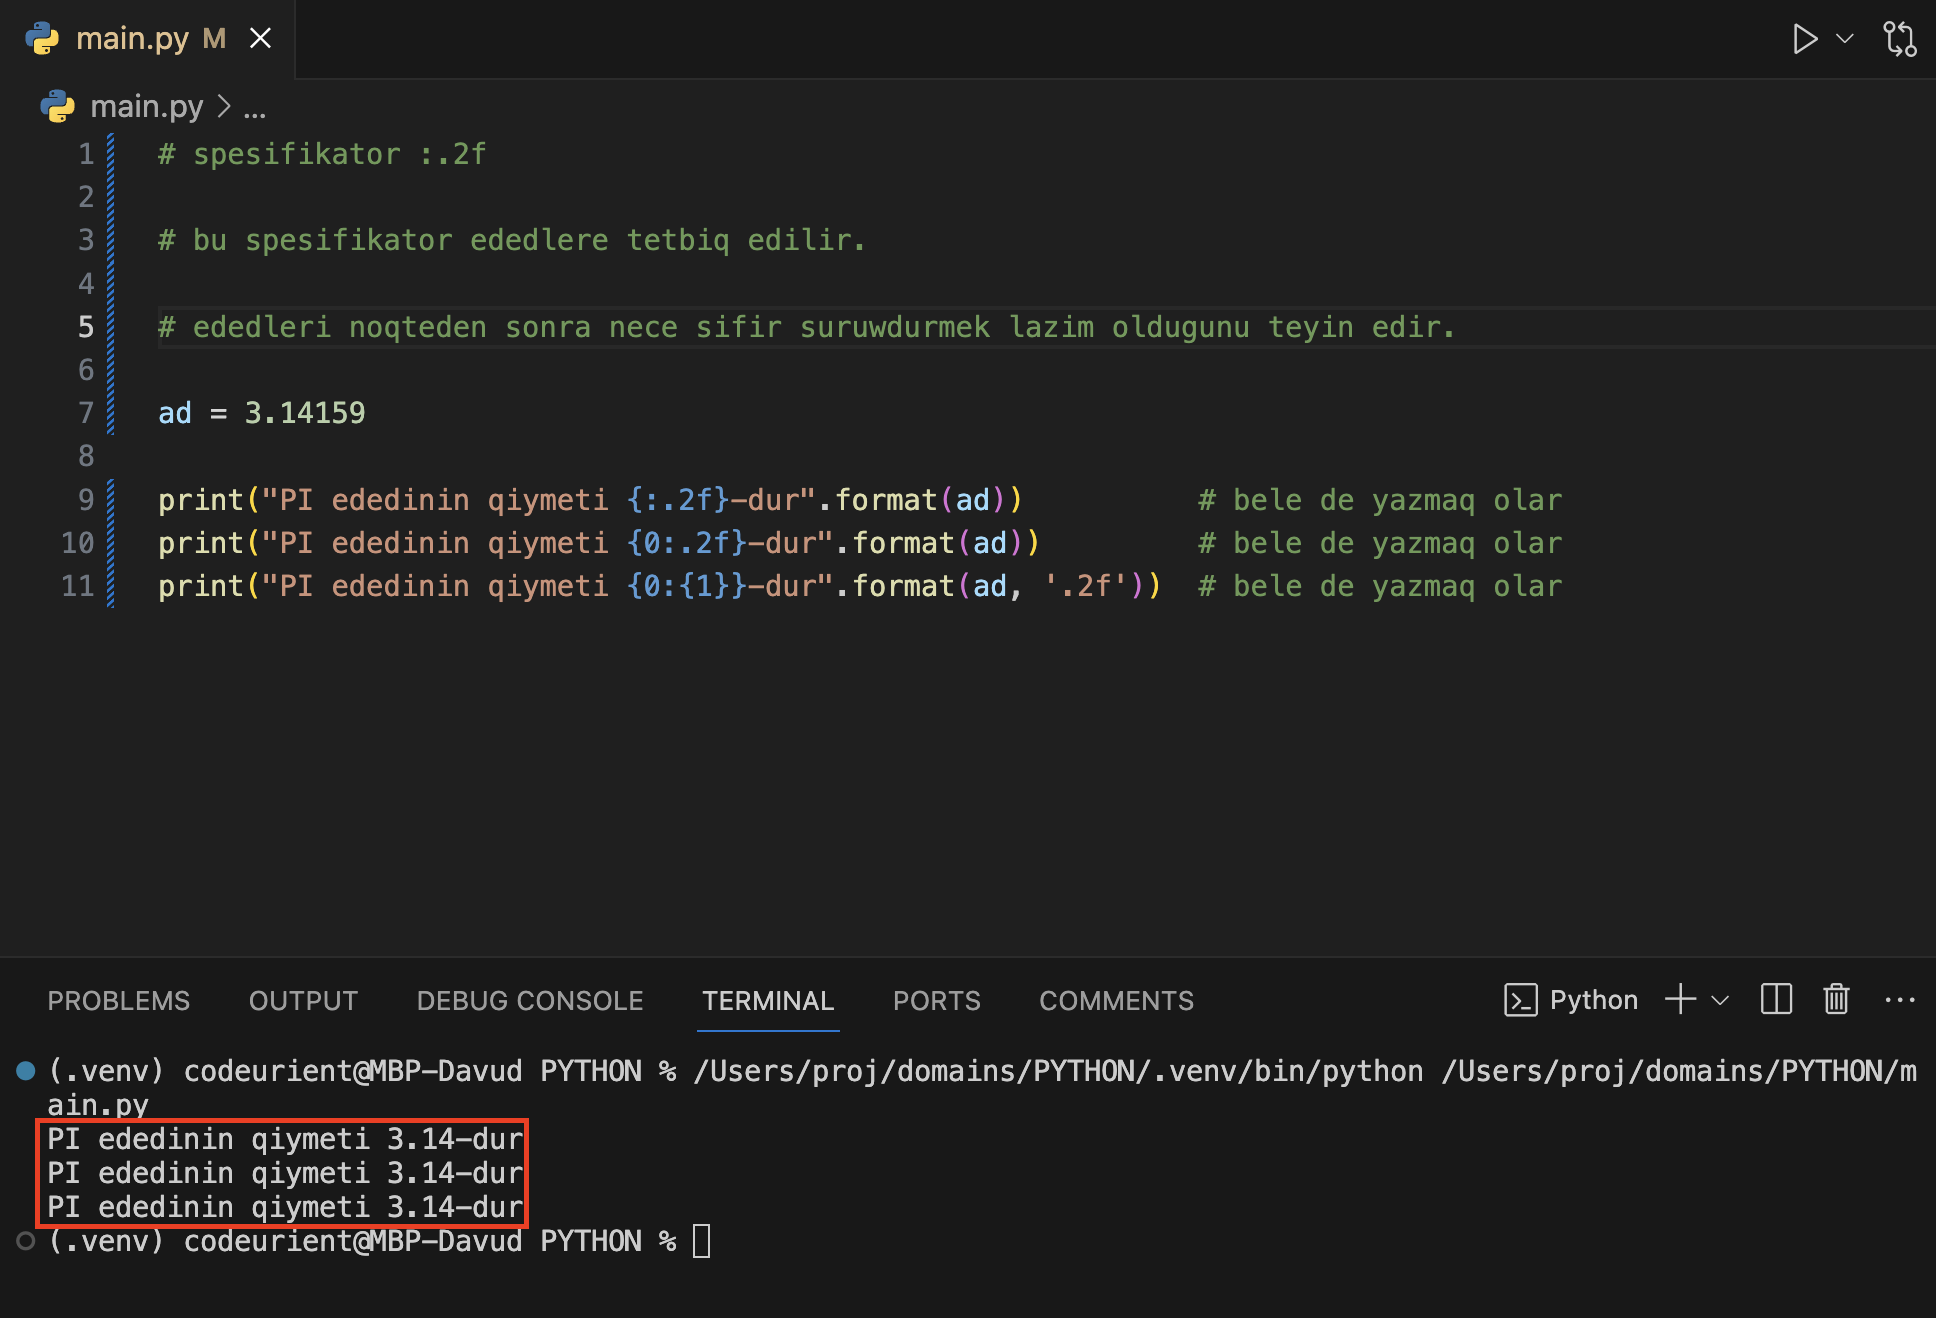 main.py M
main.py > ...
1 # spesifikator :.2f
2
3 # bu spesifikator ededlere tetbiq edilir.
4
5 # ededleri noqteden sonra nece sifir suruwdurmek lazim oldugunu teyin edir.
6
7 ad = 3.14159
8
9 print("PI ededinin qiymeti {:.2f}-dur".format(ad))          # bele de yazmaq olar
10 print("PI ededinin qiymeti {0:.2f}-dur".format(ad))         # bele de yazmaq olar
11 print("PI ededinin qiymeti {0:{1}}-dur".format(ad, '.2f'))  # bele de yazmaq olar
PROBLEMS OUTPUT DEBUG CONSOLE TERMINAL PORTS COMMENTS Python
(.venv) codeurient@MBP-Davud PYTHON % /Users/proj/domains/PYTHON/.venv/bin/python /Users/proj/domains/PYTHON/m
ain.py
PI ededinin qiymeti 3.14-dur
PI ededinin qiymeti 3.14-dur
PI ededinin qiymeti 3.14-dur
(.venv) codeurient@MBP-Davud PYTHON %